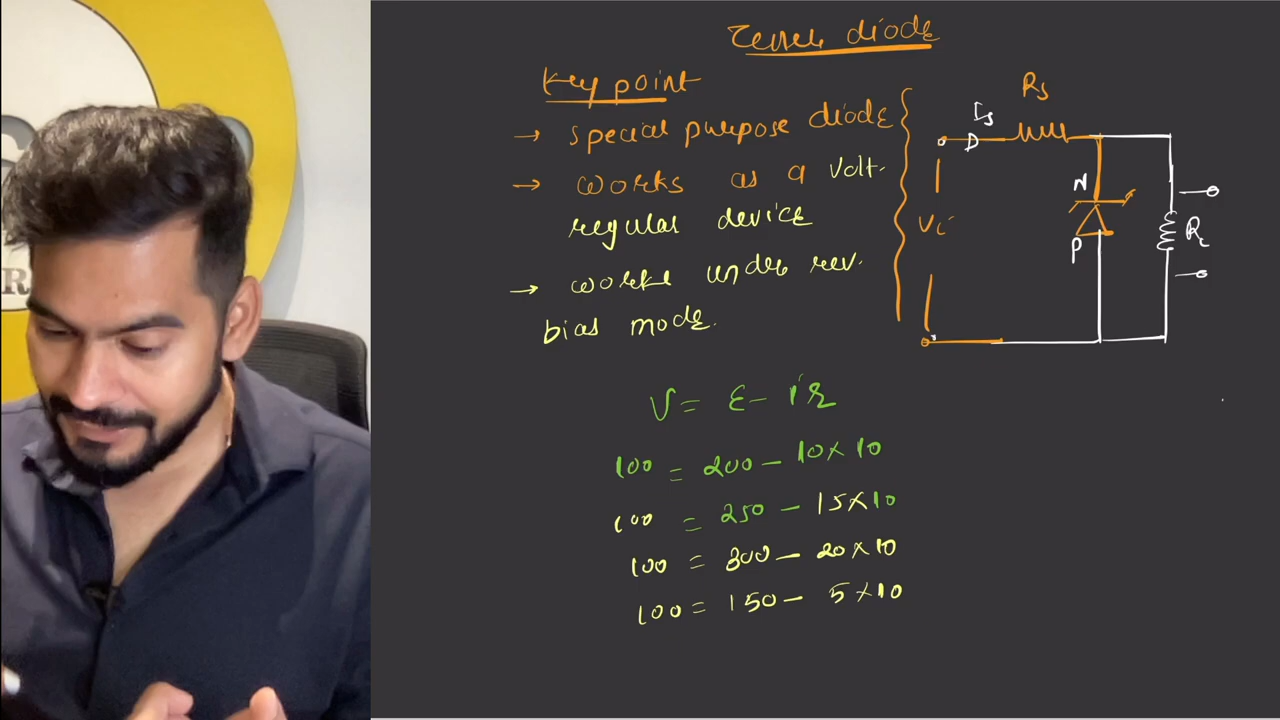 Zener diode
Key point
→ special purpose diode
→ works as a volt.
regular device
→ works under rev.
bias mode.
Is
Rs
Vi
N
P
RL
V = ε - ir
100 = 200 - 10×10
100 = 250 - 15×10
100 = 300 - 20×10
100 = 150 - 5×10